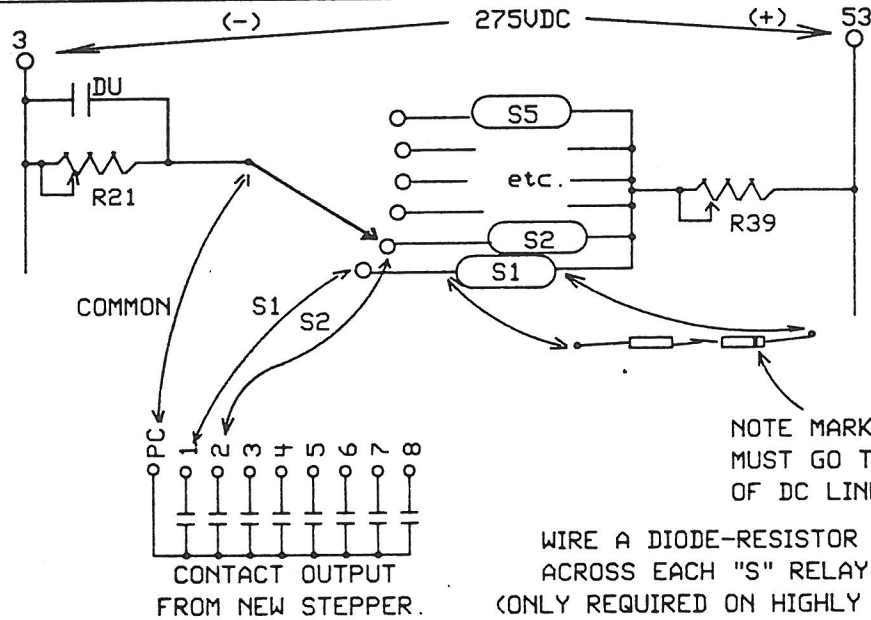 (-) 275VDC (+)
3 53
DU
S5
etc.
R21
R39
S2
S1
COMMON
S1
S2
PC 1 2 3 4 5 6 7 8
NOTE MARK
MUST GO T
OF DC LIN
CONTACT OUTPUT
FROM NEW STEPPER.
WIRE A DIODE-RESISTOR
ACROSS EACH "S" RELAY
(ONLY REQUIRED ON HIGHLY